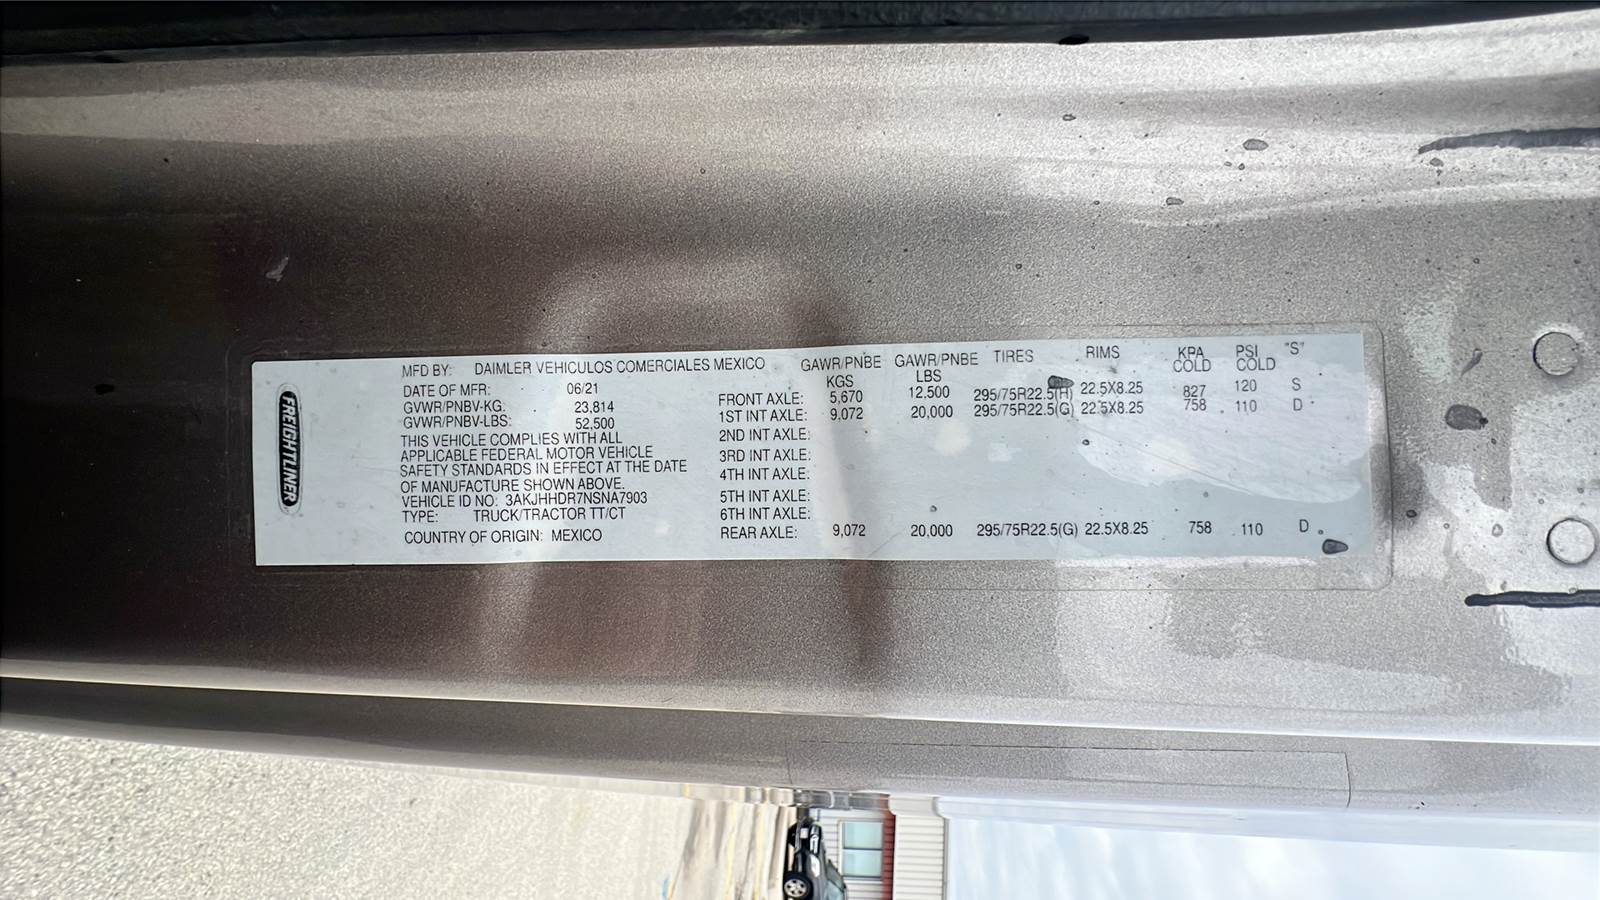 FREIGHTLINER
MFD BY: DAIMLER VEHICULOS COMERCIALES MEXICO
DATE OF MFR: 06/21
GVWR/PNBV-KG: 23,814
GVWR/PNBV-LBS: 52,500
THIS VEHICLE COMPLIES WITH ALL
APPLICABLE FEDERAL MOTOR VEHICLE
SAFETY STANDARDS IN EFFECT AT THE DATE
OF MANUFACTURE SHOWN ABOVE.
VEHICLE ID NO: 3AKJHHDR7NSNA7903
TYPE: TRUCK/TRACTOR TT/CT
COUNTRY OF ORIGIN: MEXICO
GAWR/PNBE GAWR/PNBE TIRES RIMS KPA PSI "S"
KGS LBS COLD COLD
FRONT AXLE: 5,670 12,500 295/75R22.5(H) 22.5X8.25 827 120 S
1ST INT AXLE: 9,072 20,000 295/75R22.5(G) 22.5X8.25 758 110 D
2ND INT AXLE:
3RD INT AXLE:
4TH INT AXLE:
5TH INT AXLE:
6TH INT AXLE:
REAR AXLE: 9,072 20,000 295/75R22.5(G) 22.5X8.25 758 110 D